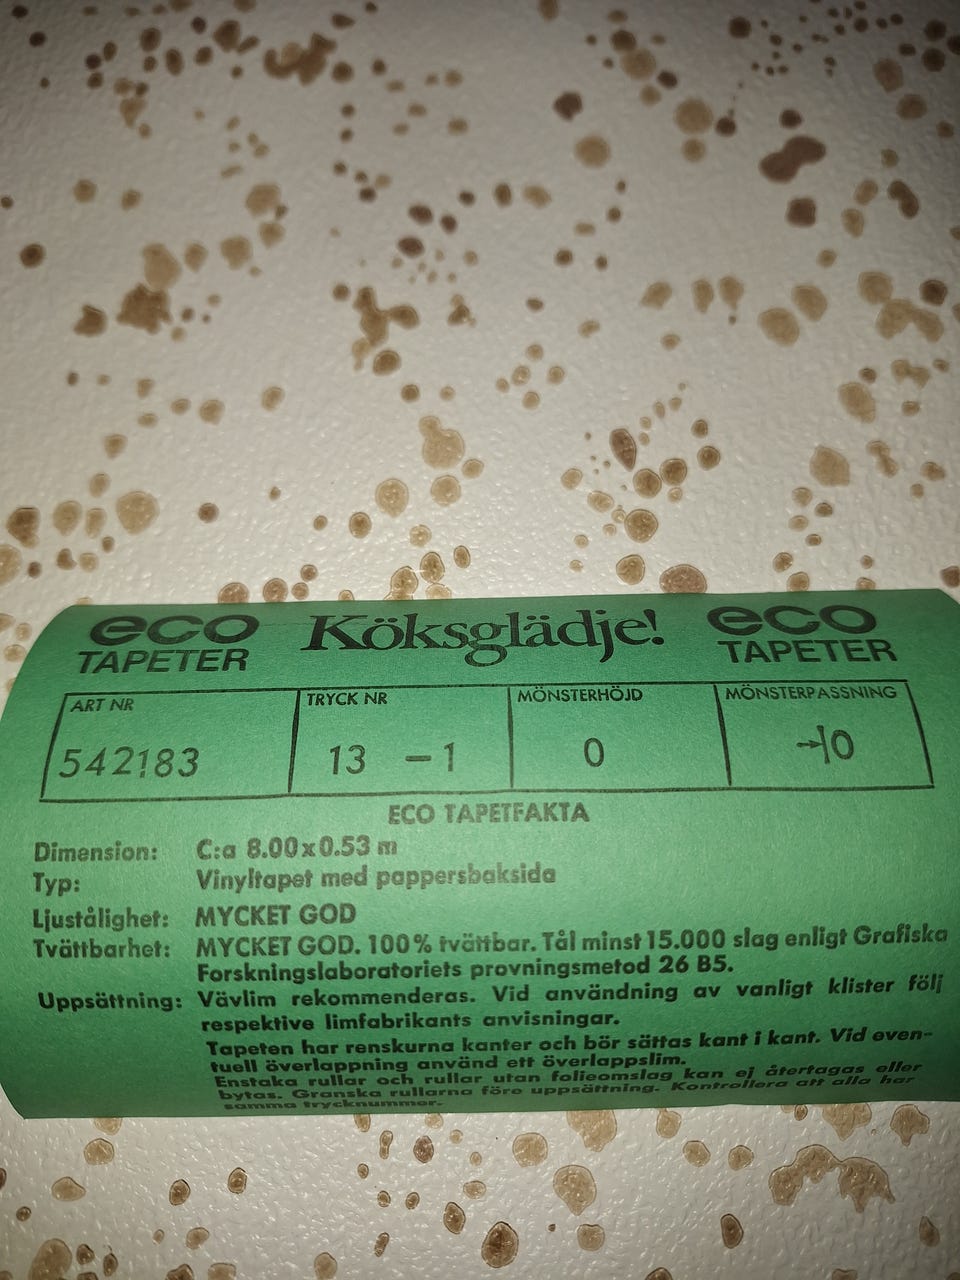 eco Köksglädje! eco
TAPETER TAPETER
ART NR TRYCK NR MÖNSTERHÖJD MÖNSTERPASSNING
542183 13 –1 0 →|0
ECO TAPETFAKTA
Dimension: C:a 8.00x0.53 m
Typ: Vinyltapet med pappersbaksida
Ljustålighet: MYCKET GOD
Tvättbarhet: MYCKET GOD. 100% tvättbar. Tål minst 15.000 slag enligt Grafiska
Forskningslaboratoriets provningsmetod 26 B5.
Uppsättning: Vävlim rekommenderas. Vid användning av vanligt klister följ
respektive limfabrikants anvisningar.
Tapeten har renskurna kanter och bör sättas kant i kant. Vid even-
tuell överlappning använd ett överlappslim.
Enstaka rullar och rullar utan folieomslag kan ej återtagas eller
bytas. Granska rullarna före uppsättning. Kontrollera att alla har
samma trycknummer.